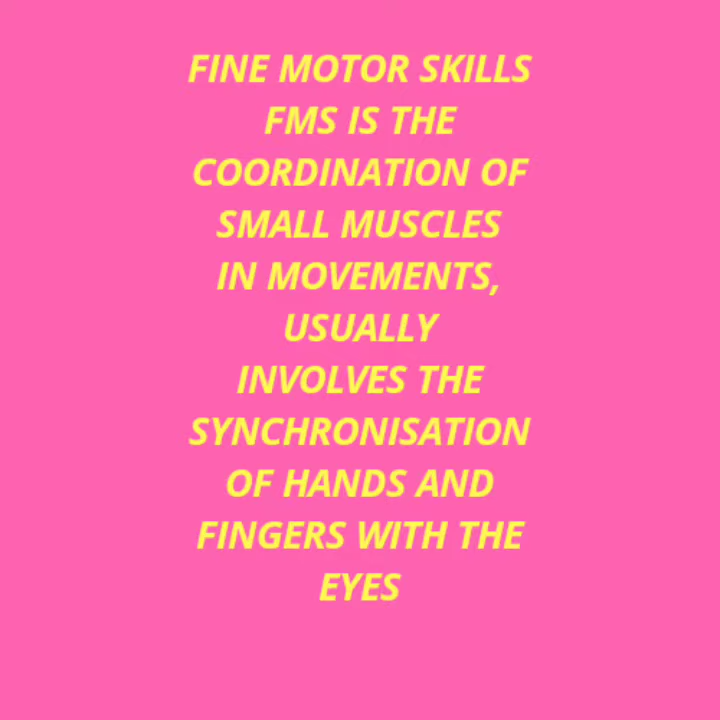 FINE MOTOR SKILLS
FMS IS THE
COORDINATION OF
SMALL MUSCLES
IN MOVEMENTS,
USUALLY
INVOLVES THE
SYNCHRONISATION
OF HANDS AND
FINGERS WITH THE
EYES